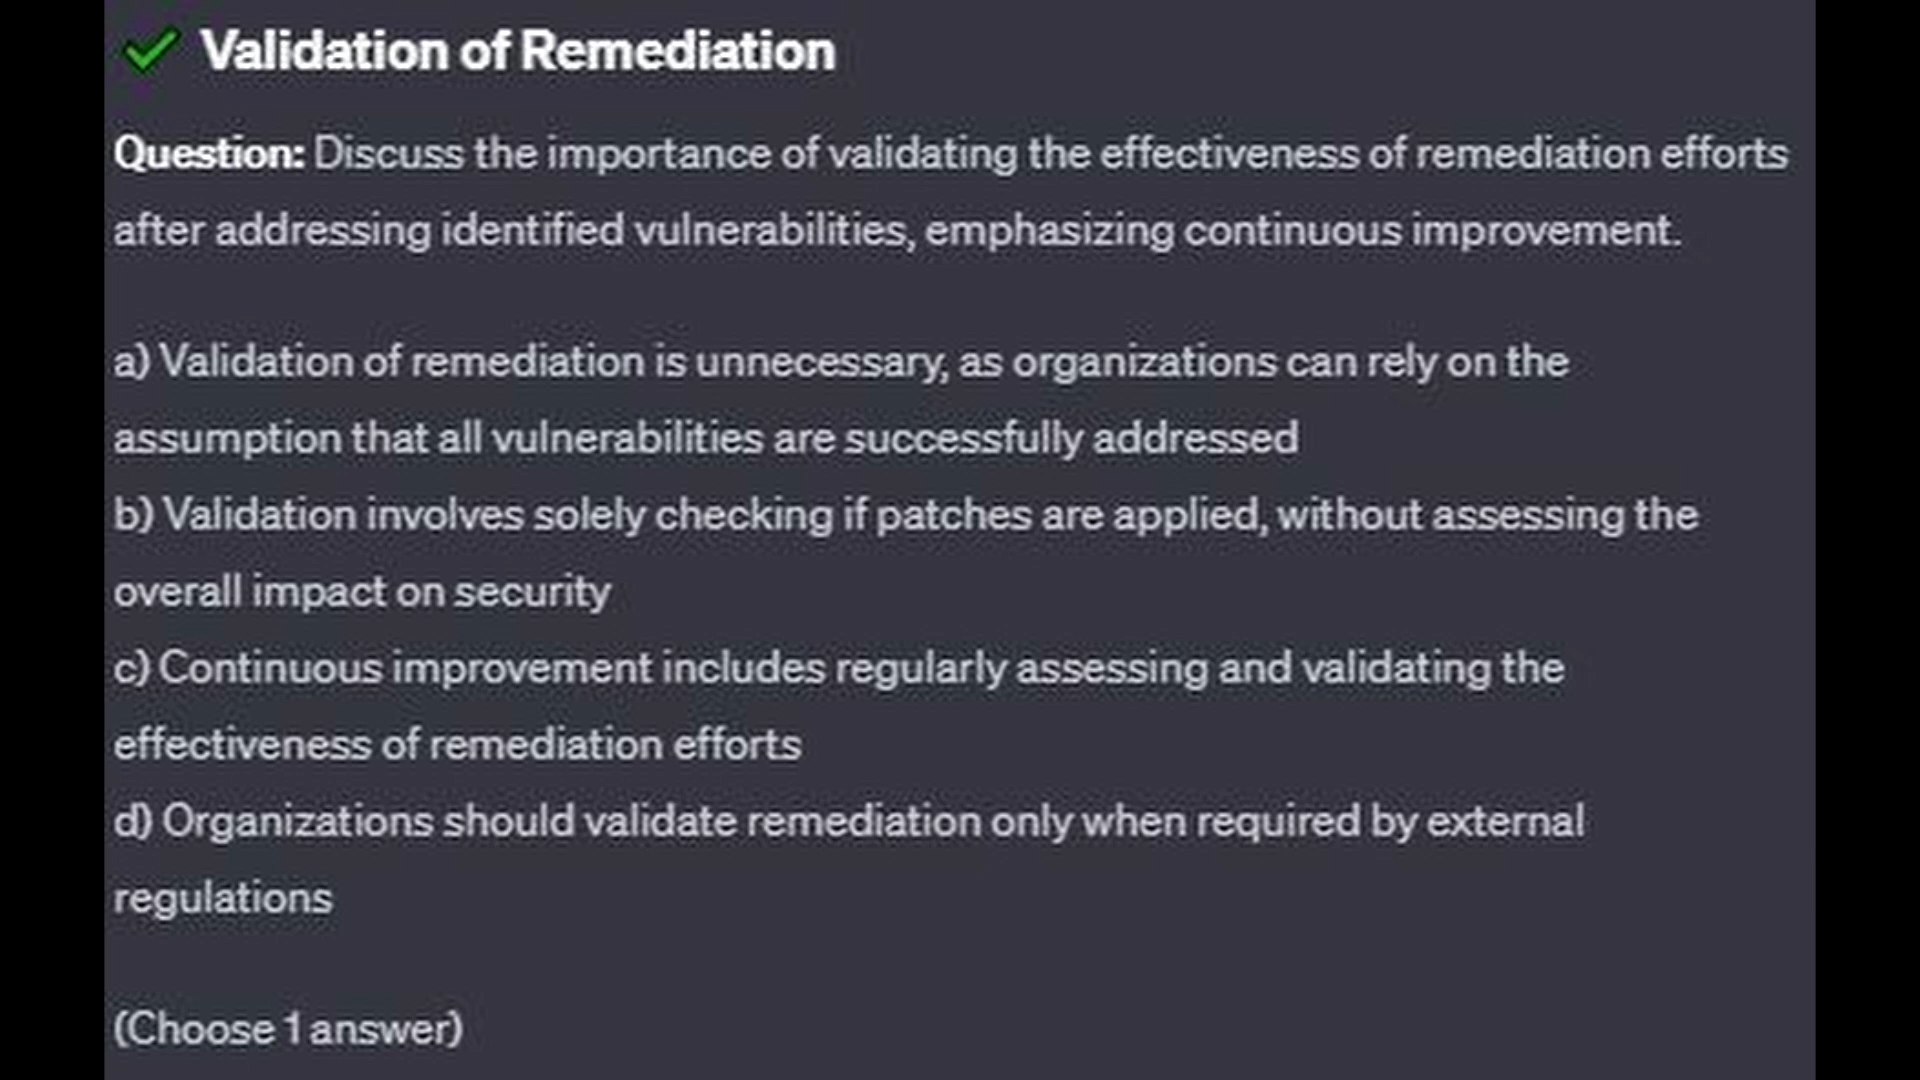 Validation of Remediation
Question: Discuss the importance of validating the effectiveness of remediation efforts
after addressing identified vulnerabilities, emphasizing continuous improvement.
a) Validation of remediation is unnecessary, as organizations can rely on the
assumption that all vulnerabilities are successfully addressed
b) Validation involves solely checking if patches are applied, without assessing the
overall impact on security
c) Continuous improvement includes regularly assessing and validating the
effectiveness of remediation efforts
d) Organizations should validate remediation only when required by external
regulations
(Choose 1 answer)